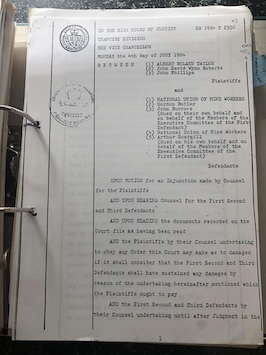 IN THE HIGH COURT OF JUSTICE CH 1984 T 2550
CHANCERY DIVISION
THE VICE CHANCELLOR
MONDAY the 4th day of JUNE 1984
BETWEEN (1) ALBERT ROLAND TAYLOR
(2) John David Wynn Roberts
(3) John Phillips
Plaintiffs
and
(1) NATIONAL UNION OF MINE WORKERS
(2) Gordon Butler
(3) John Burrows
(Sued on their own behalf and
on behalf of the Members of the
Executive Committee of the First
Defendant)
(4) National Union of Mine Workers
(5) Arthur Scargill
(Sued on his own behalf and on
behalf of the Members of the
Executive Committee of the
First Defendant)
Defendants
UPON MOTION for an Injunction made by Counsel
for the Plaintiffs
AND UPON HEARING Counsel for the First Second
and Third Defendants
AND UPON READING the documents recorded on the
Court file as having been read
AND the Plaintiffs by their Counsel undertaking
to obey any Order this Court may make as to damages
if it shall consider that the First Second and Third
Defendants shall have sustained any damages by
reason of the undertaking hereinafter mentioned which
the Plaintiffs ought to pay
AND the First Second and Third Defendants by
their Counsel undertaking until after Judgment in the
1